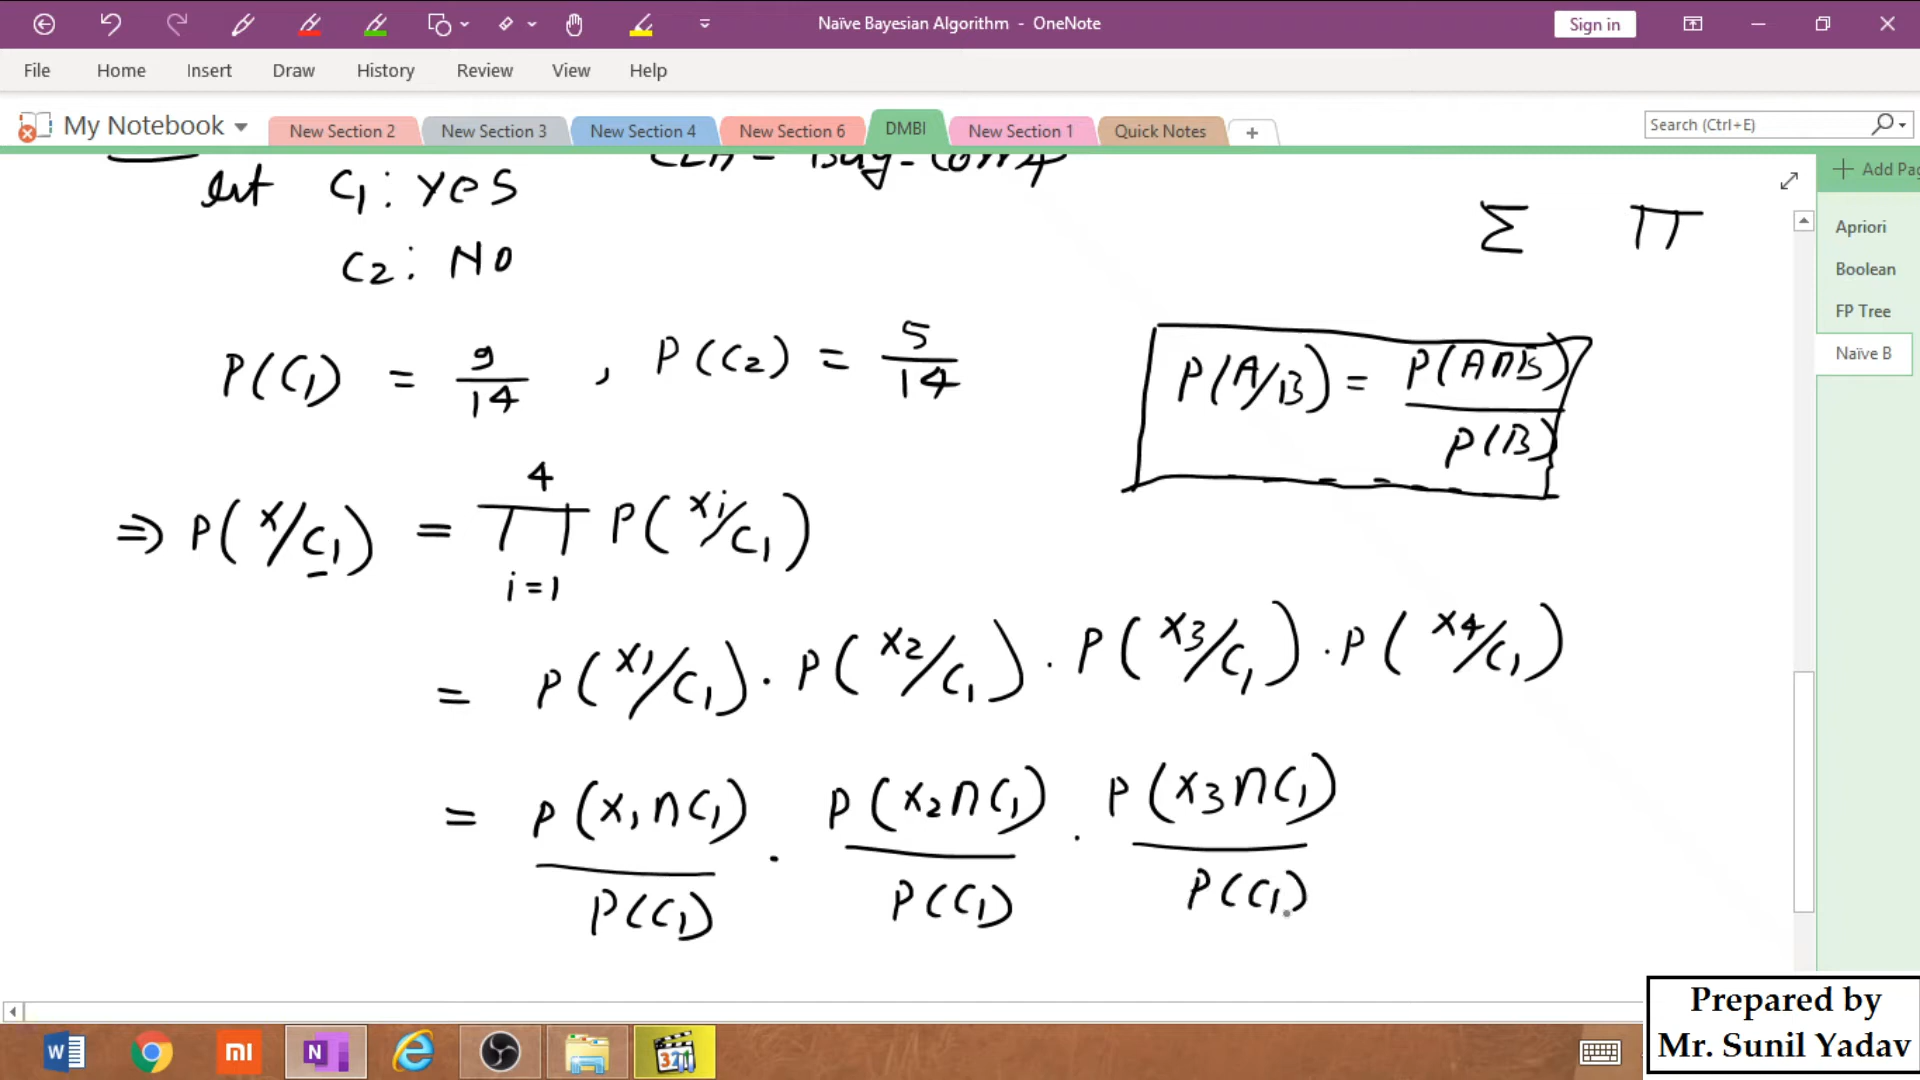 Naïve Bayesian Algorithm - OneNote
Sign in
File Home Insert Draw History Review View Help
My Notebook New Section 2 New Section 3 New Section 4 New Section 6 DMBI New Section 1 Quick Notes + Search (Ctrl+E)
Add Pag
Apriori
Boolean
FP Tree
Naïve B
let C1 : Yes
C2 : No
Σ Π
P(C1) = 9/14 , P(C2) = 5/14
P(A/B) = P(A∩B)/P(B)
⇒ P(X/C1) = 4 Π i=1 P(Xi/C1)
= P(X1/C1) . P(X2/C1) . P(X3/C1) . P(X4/C1)
= P(X1∩C1)/P(C1) . P(X2∩C1)/P(C1) . P(X3∩C1)/P(C1)
Prepared by
Mr. Sunil Yadav
W mi N 321